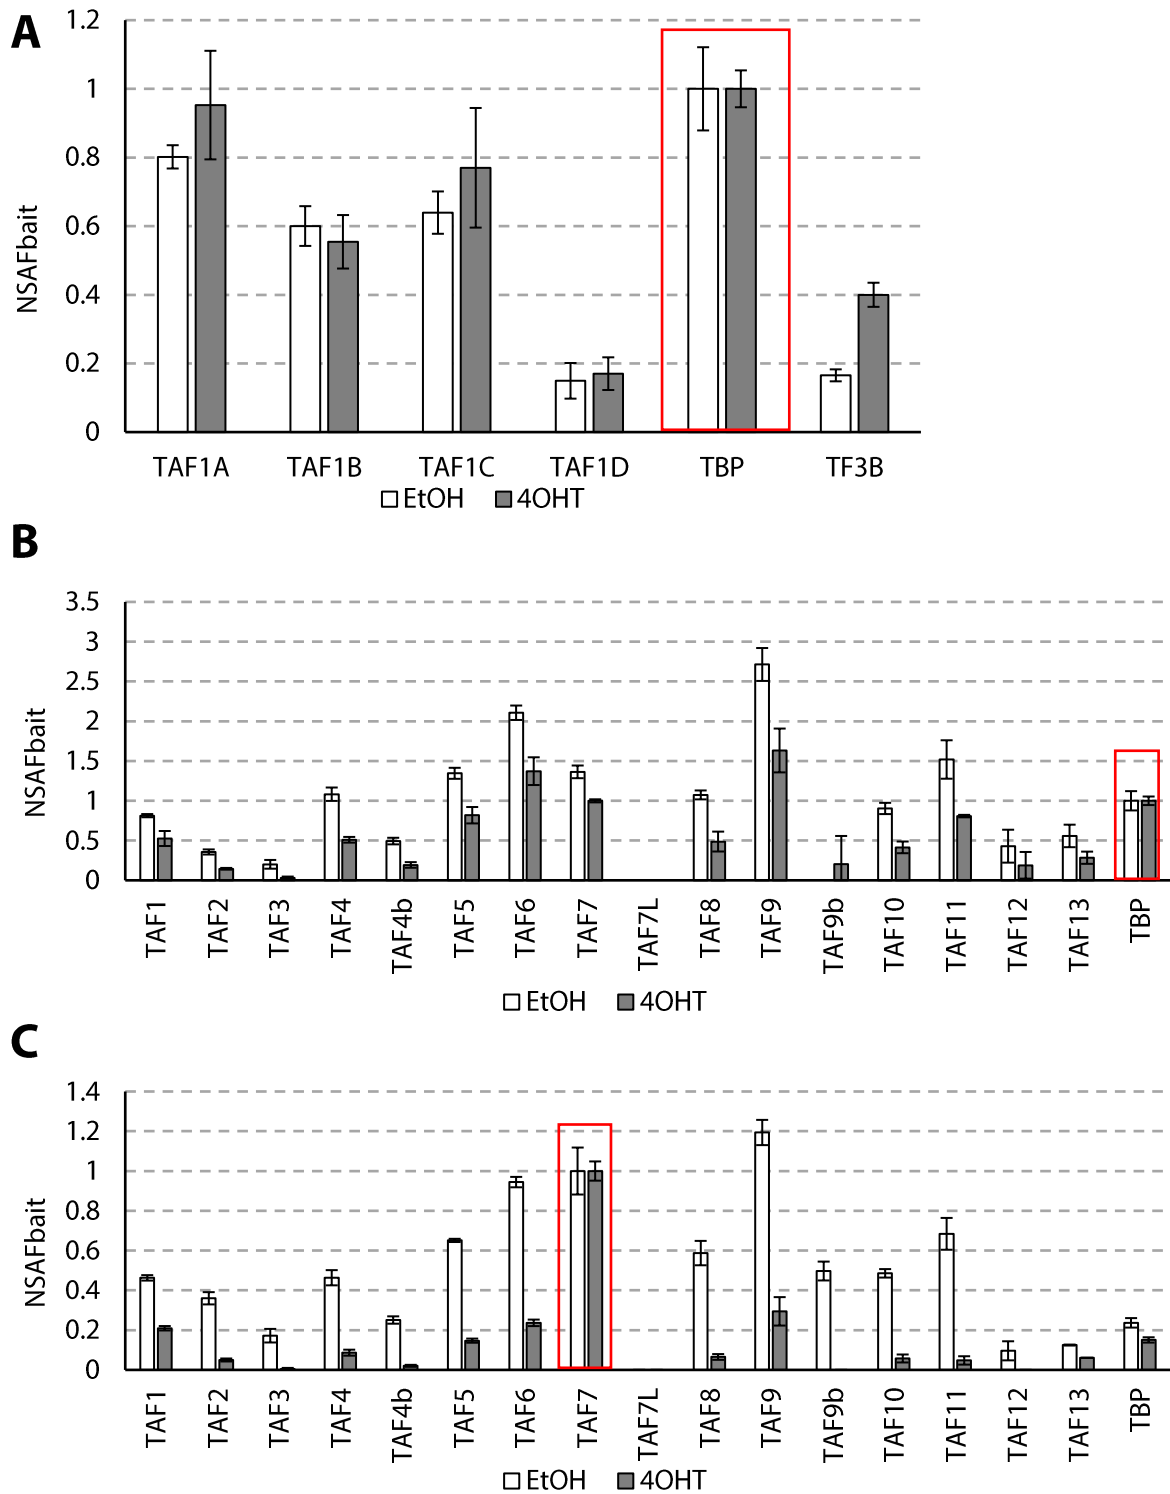 A
1.2
1
0.8
0.6
0.4
0.2
0
NSAFbait
TAF1A TAF1B TAF1C TAF1D TBP TF3B
EtOH 4OHT
B
3.5
3
2.5
2
1.5
1
0.5
0
NSAFbait
TAF1 TAF2 TAF3 TAF4 TAF4b TAF5 TAF6 TAF7 TAF7L TAF8 TAF9 TAF9b TAF10 TAF11 TAF12 TAF13 TBP
EtOH 4OHT
C
1.4
1.2
1
0.8
0.6
0.4
0.2
0
NSAFbait
TAF1 TAF2 TAF3 TAF4 TAF4b TAF5 TAF6 TAF7 TAF7L TAF8 TAF9 TAF9b TAF10 TAF11 TAF12 TAF13 TBP
EtOH 4OHT